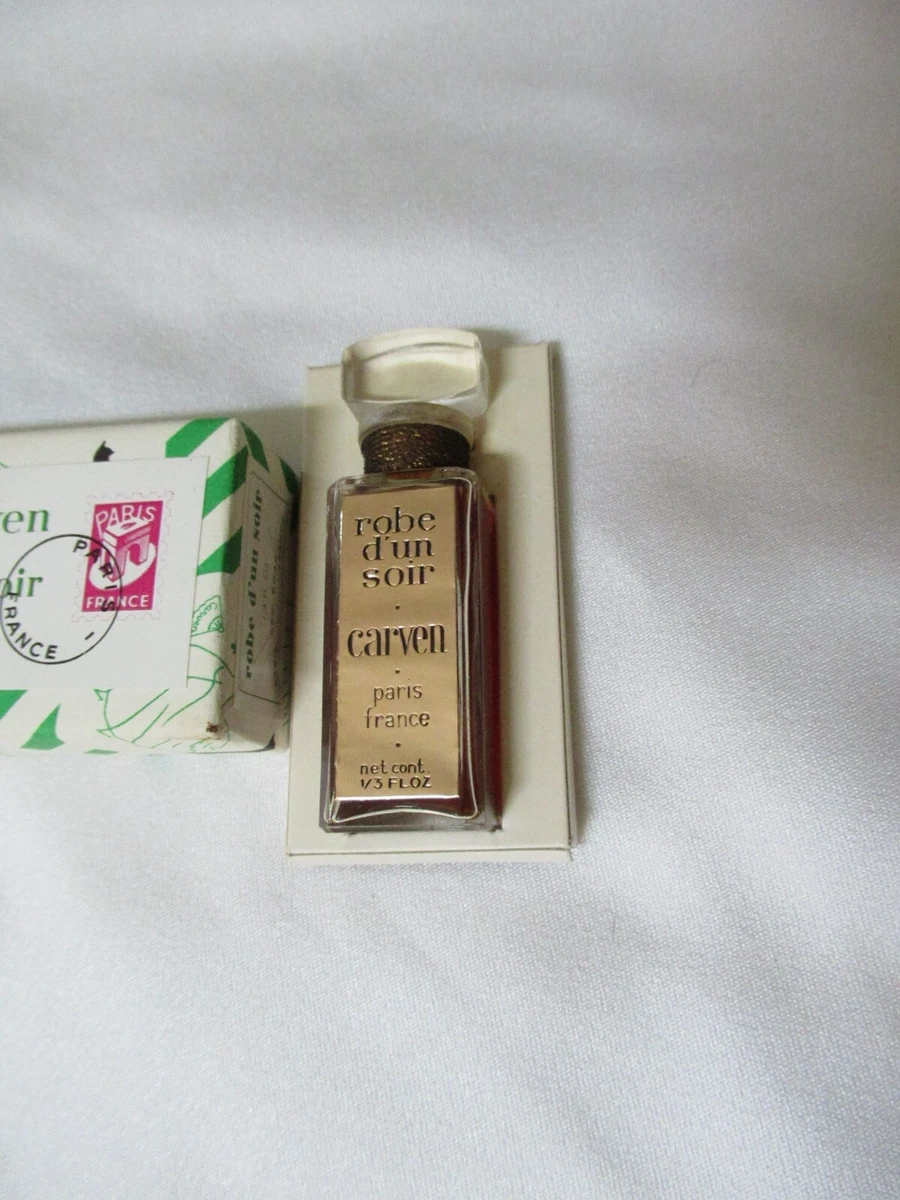 robe
d'un
soir
carven
paris
france
net cont.
1/3 FL OZ
ven
oir
PARIS
FRANCE
PARIS
FRANCE
robe d'un soir